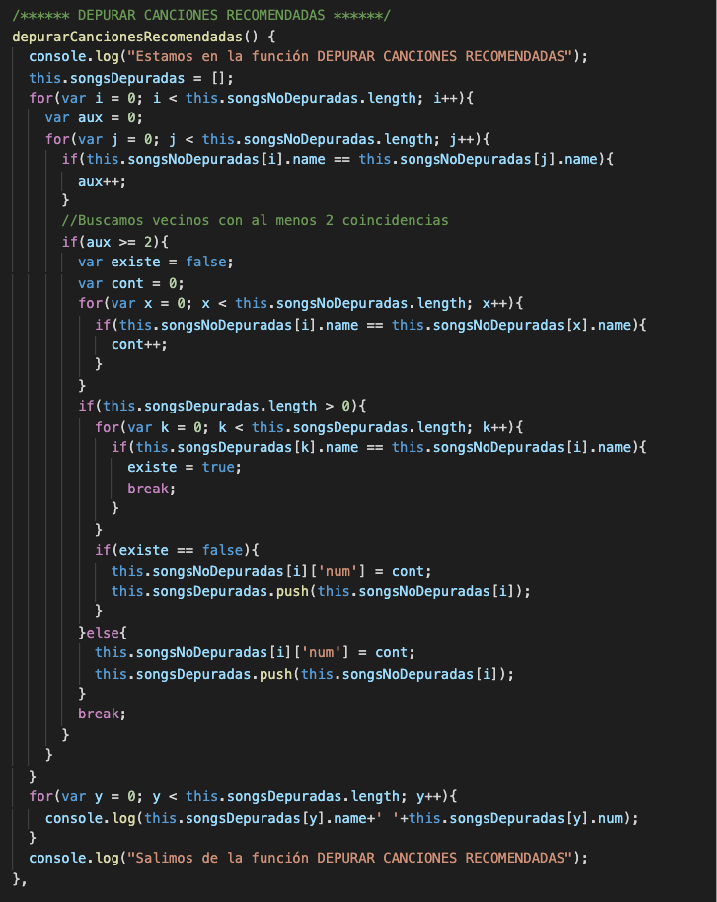 /****** DEPURAR CANCIONES RECOMENDADAS ******/
depurarCancionesRecomendadas() {
  console.log("Estamos en la función DEPURAR CANCIONES RECOMENDADAS");
  this.songsDepuradas = [];
  for(var i = 0; i < this.songsNoDepuradas.length; i++){
    var aux = 0;
    for(var j = 0; j < this.songsNoDepuradas.length; j++){
      if(this.songsNoDepuradas[i].name == this.songsNoDepuradas[j].name){
        aux++;
      }
      //Buscamos vecinos con al menos 2 coincidencias
      if(aux >= 2){
        var existe = false;
        var cont = 0;
        for(var x = 0; x < this.songsNoDepuradas.length; x++){
          if(this.songsNoDepuradas[i].name == this.songsNoDepuradas[x].name){
            cont++;
          }
        }
        if(this.songsDepuradas.length > 0){
          for(var k = 0; k < this.songsDepuradas.length; k++){
            if(this.songsDepuradas[k].name == this.songsNoDepuradas[i].name){
              existe = true;
              break;
            }
          }
          if(existe == false){
            this.songsNoDepuradas[i]['num'] = cont;
            this.songsDepuradas.push(this.songsNoDepuradas[i]);
          }
        }else{
          this.songsNoDepuradas[i]['num'] = cont;
          this.songsDepuradas.push(this.songsNoDepuradas[i]);
        }
        break;
      }
    }
  }
  for(var y = 0; y < this.songsDepuradas.length; y++){
    console.log(this.songsDepuradas[y].name+' '+this.songsDepuradas[y].num);
  }
  console.log("Salimos de la función DEPURAR CANCIONES RECOMENDADAS");
},